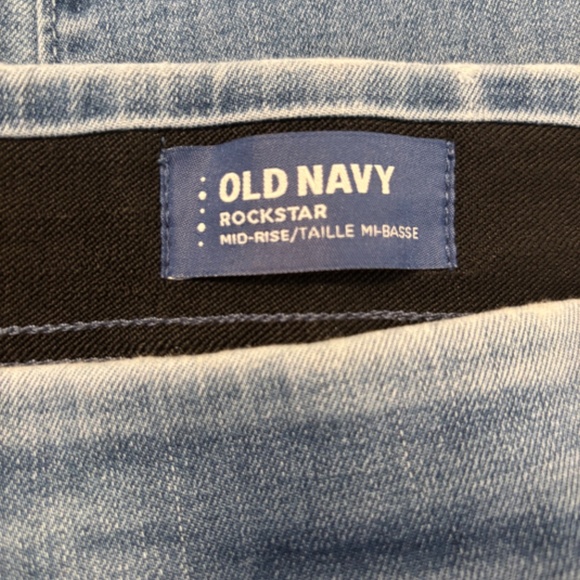 OLD NAVY
ROCKSTAR
MID-RISE/TAILLE MI-BASSE